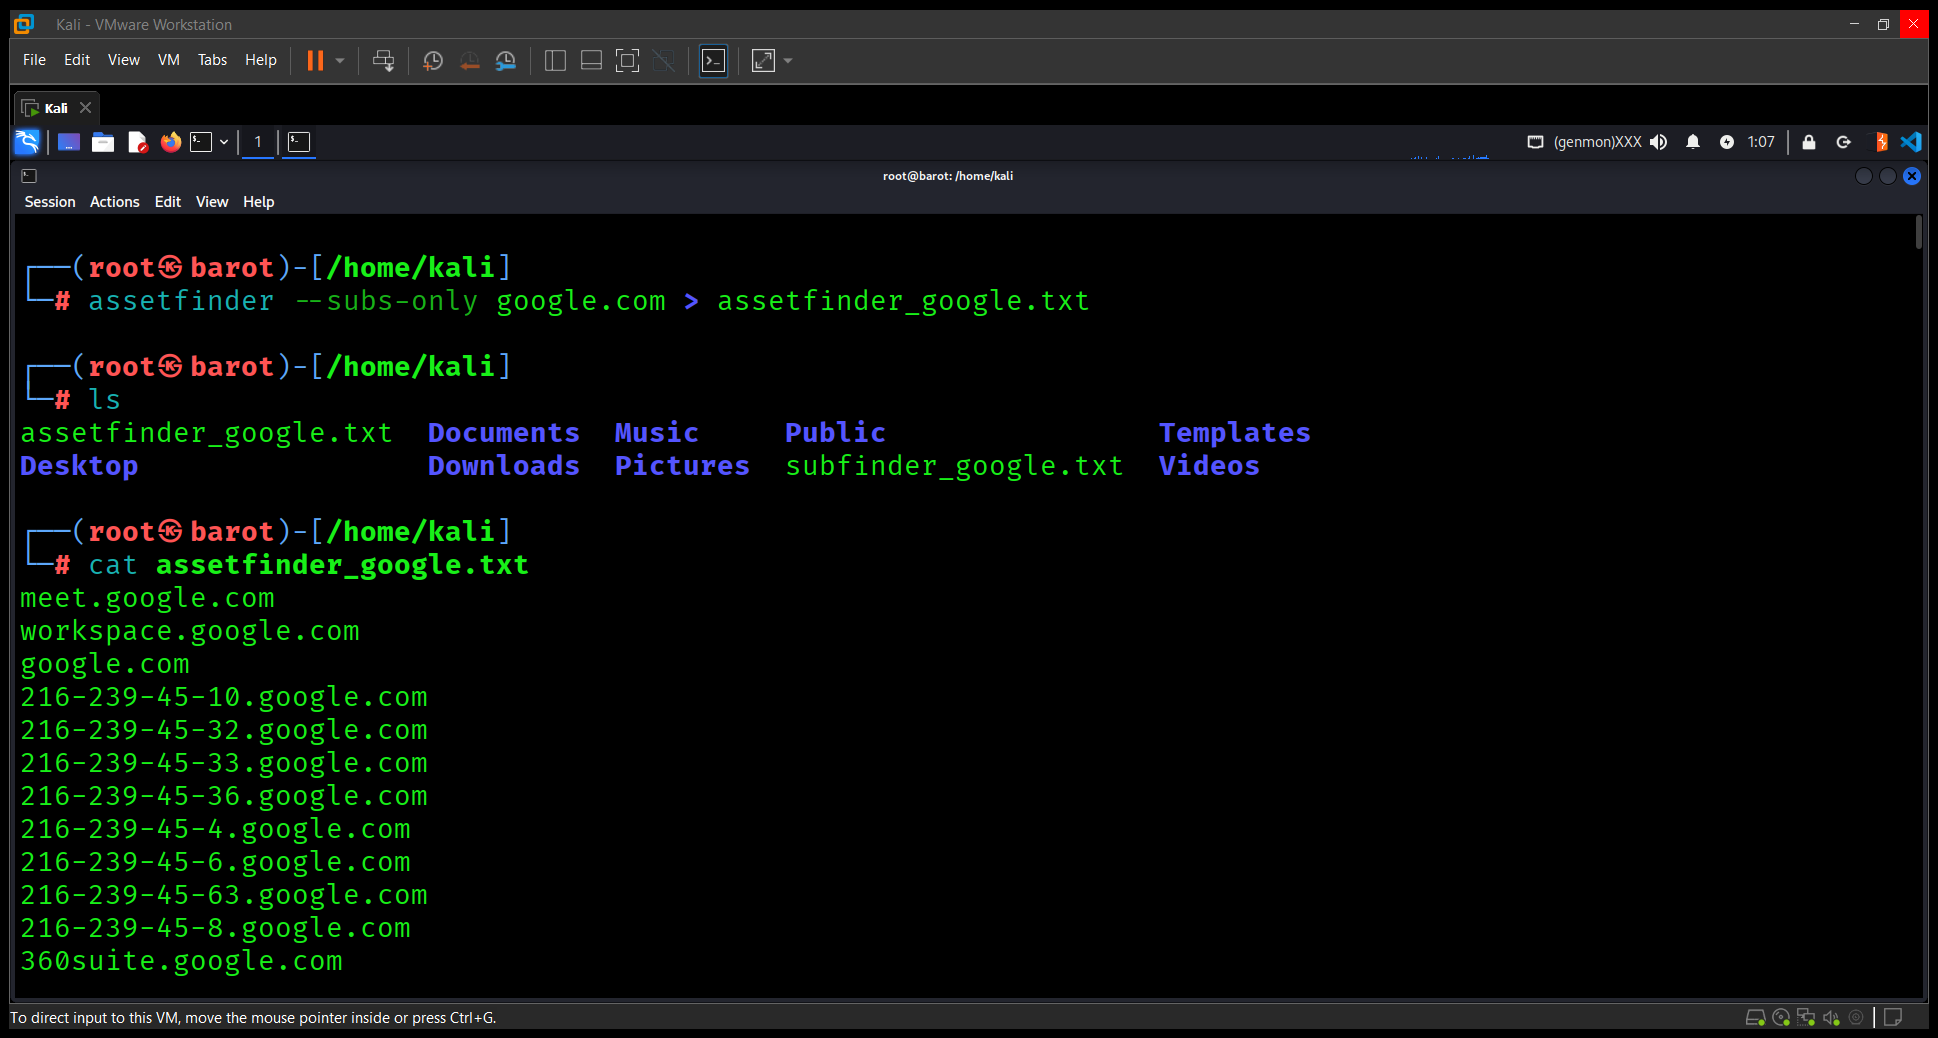 Kali - VMware Workstation
File Edit View VM Tabs Help
Kali
1 (genmon)XXX 1:07
root@barot: /home/kali
Session Actions Edit View Help
┌──(root㉿barot)-[/home/kali]
└─# assetfinder --subs-only google.com > assetfinder_google.txt
┌──(root㉿barot)-[/home/kali]
└─# ls
assetfinder_google.txt Documents Music Public Templates
Desktop Downloads Pictures subfinder_google.txt Videos
┌──(root㉿barot)-[/home/kali]
└─# cat assetfinder_google.txt
meet.google.com
workspace.google.com
google.com
216-239-45-10.google.com
216-239-45-32.google.com
216-239-45-33.google.com
216-239-45-36.google.com
216-239-45-4.google.com
216-239-45-6.google.com
216-239-45-63.google.com
216-239-45-8.google.com
360suite.google.com
To direct input to this VM, move the mouse pointer inside or press Ctrl+G.